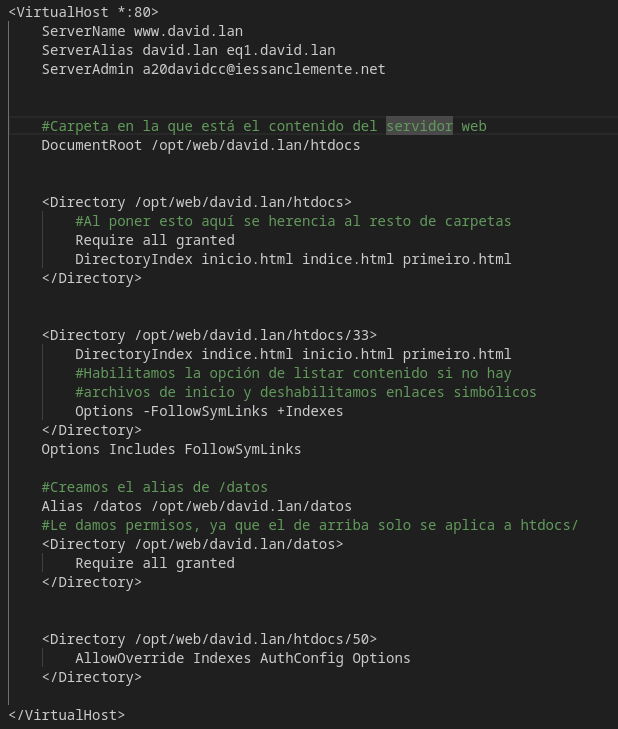 <VirtualHost *:80>
ServerName www.david.lan
ServerAlias david.lan eq1.david.lan
ServerAdmin a20davidcc@iessanclemente.net
#Carpeta en la que está el contenido del servidor web
DocumentRoot /opt/web/david.lan/htdocs
<Directory /opt/web/david.lan/htdocs>
#Al poner esto aquí se herencia al resto de carpetas
Require all granted
DirectoryIndex inicio.html indice.html primeiro.html
</Directory>
<Directory /opt/web/david.lan/htdocs/33>
DirectoryIndex indice.html inicio.html primeiro.html
#Habilitamos la opción de listar contenido si no hay
#archivos de inicio y deshabilitamos enlaces simbólicos
Options -FollowSymLinks +Indexes
</Directory>
Options Includes FollowSymLinks
#Creamos el alias de /datos
Alias /datos /opt/web/david.lan/datos
#Le damos permisos, ya que el de arriba solo se aplica a htdocs/
<Directory /opt/web/david.lan/datos>
Require all granted
</Directory>
<Directory /opt/web/david.lan/htdocs/50>
AllowOverride Indexes AuthConfig Options
</Directory>
</VirtualHost>